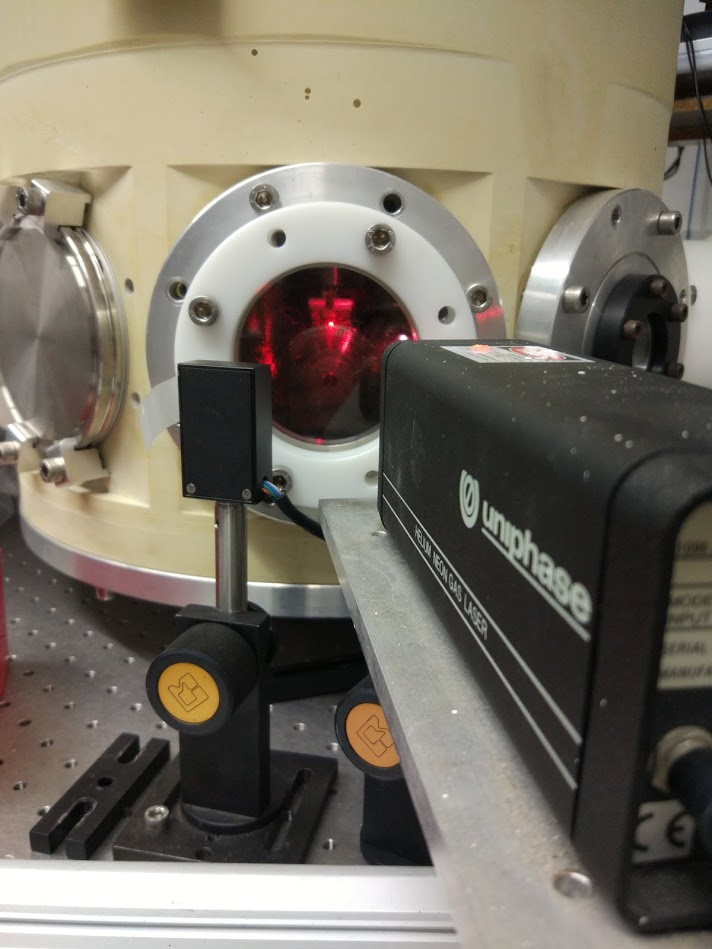 uniphase
HELIUM NEON GAS LASER
MODE
INPUT
SERIAL
MANUFA
CE